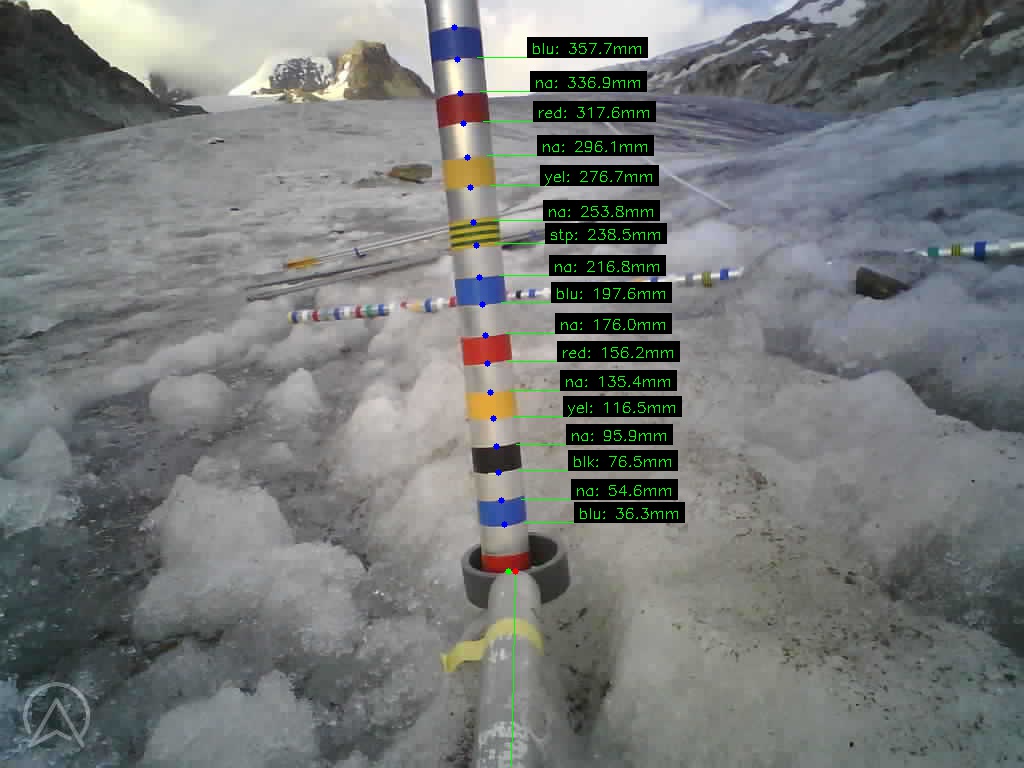 blu: 357.7mm
na: 336.9mm
red: 317.6mm
na: 296.1mm
yel: 276.7mm
na: 253.8mm
stp: 238.5mm
na: 216.8mm
blu: 197.6mm
na: 176.0mm
red: 156.2mm
na: 135.4mm
yel: 116.5mm
na: 95.9mm
blk: 76.5mm
na: 54.6mm
blu: 36.3mm